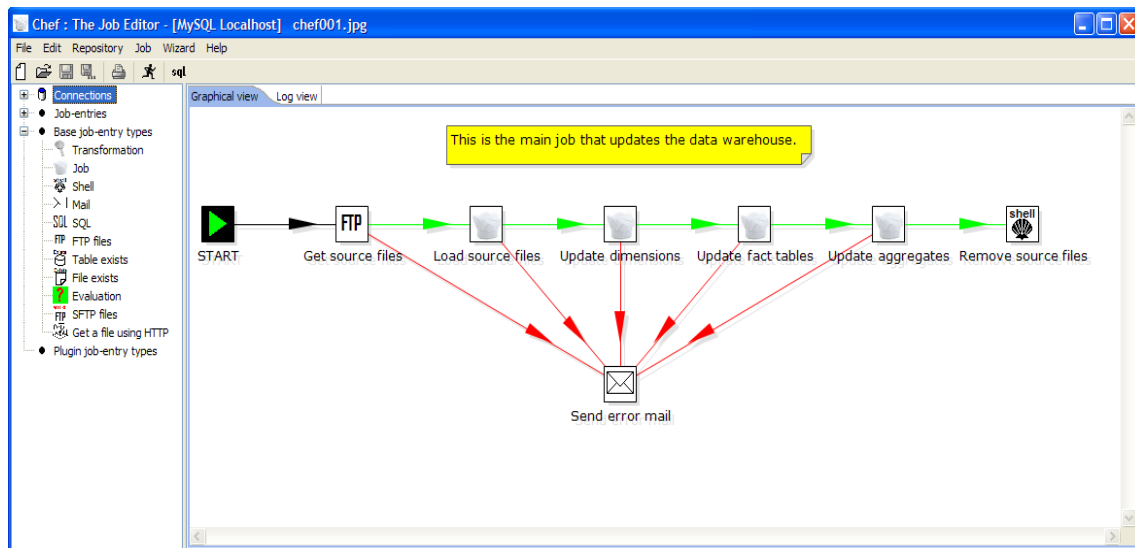 Chef : The Job Editor - [MySQL Localhost]   chef001.jpg
File Edit Repository Job Wizard Help
sql
Connections
Job-entries
Base job-entry types
Transformation
Job
Shell
Mail
SQL SQL
FTP FTP files
Table exists
File exists
? Evaluation
FTP SFTP files
Get a file using HTTP
Plugin job-entry types
Graphical view Log view
This is the main job that updates the data warehouse.
FTP shell
START Get source files Load source files Update dimensions Update fact tables Update aggregates Remove source files
Send error mail